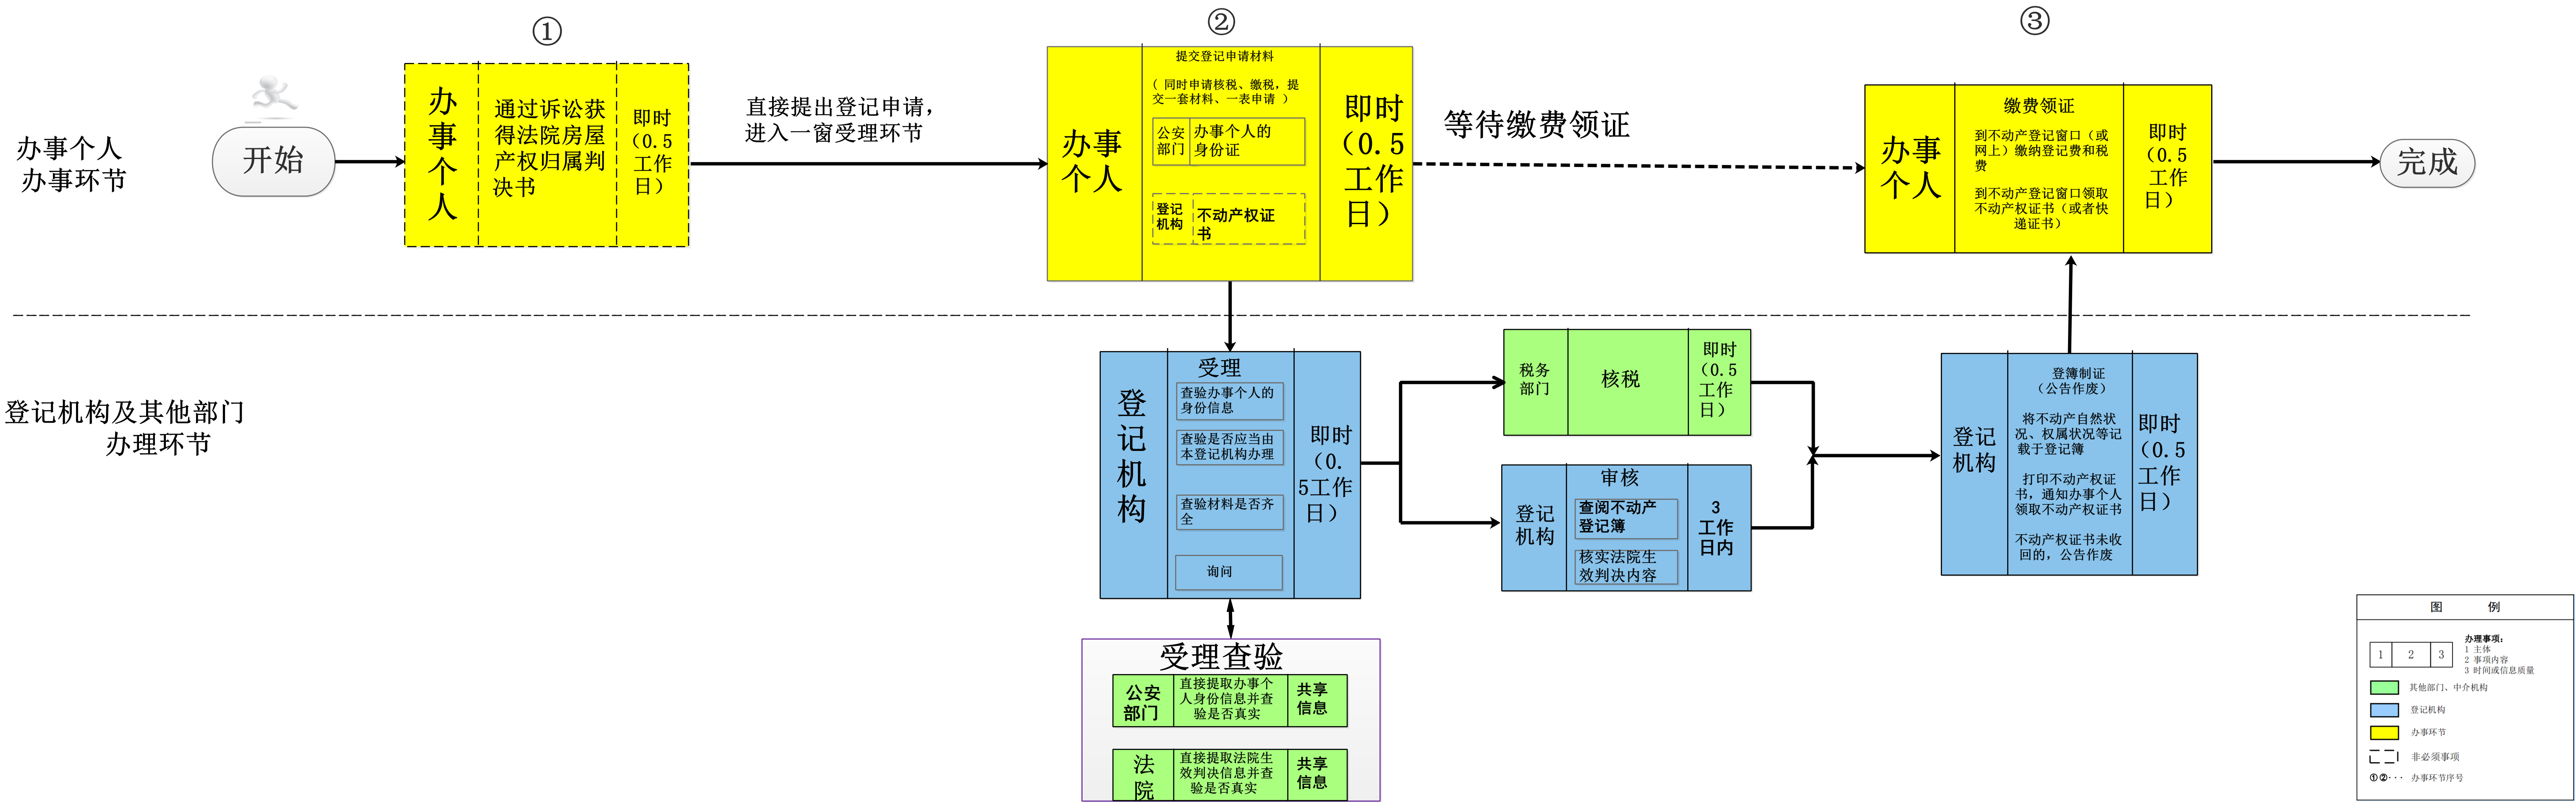 ①
②
③
办事个人
办事环节
开始
办
事
个
人
通过诉讼获
得法院房屋
产权归属判
决书
即时
（0.5
工作
日）
直接提出登记申请，
进入一窗受理环节
办事
个人
提交登记申请材料
（ 同时申请核税、缴税，提
交一套材料、一表申请 ）
公安
部门
办事个人的
身份证
登记
机构
不动产权证
书
即时
（0.5
工作
日）
等待缴费领证
办事
个人
缴费领证
到不动产登记窗口（或
网上）缴纳登记费和税
费
到不动产登记窗口领取
不动产权证书（或者快
递证书）
即时
（0.5
工作
日）
完成
登记机构及其他部门
办理环节
登
记
机
构
受理
查验办事个人的
身份信息
查验是否应当由
本登记机构办理
查验材料是否齐
全
询问
即时
（0.
5工作
日）
税务
部门
核税
即时
（0.5
工作
日）
登记
机构
审核
查阅不动产
登记簿
核实法院生
效判决内容
3
工作
日内
登记
机构
登簿制证
（公告作废）
将不动产自然状
况、权属状况等记
载于登记簿
打印不动产权证
书，通知办事个人
领取不动产权证书
不动产权证书未收
回的，公告作废
即时
（0.5
工作
日）
受理查验
公安
部门
直接提取办事个
人身份信息并查
验是否真实
共享
信息
法
院
直接提取法院生
效判决信息并查
验是否真实
共享
信息
图 例
1 2 3
办理事项：
1 主体
2 事项内容
3 时间或信息质量
其他部门、中介机构
登记机构
办事环节
非必须事项
①②··· 办事环节序号